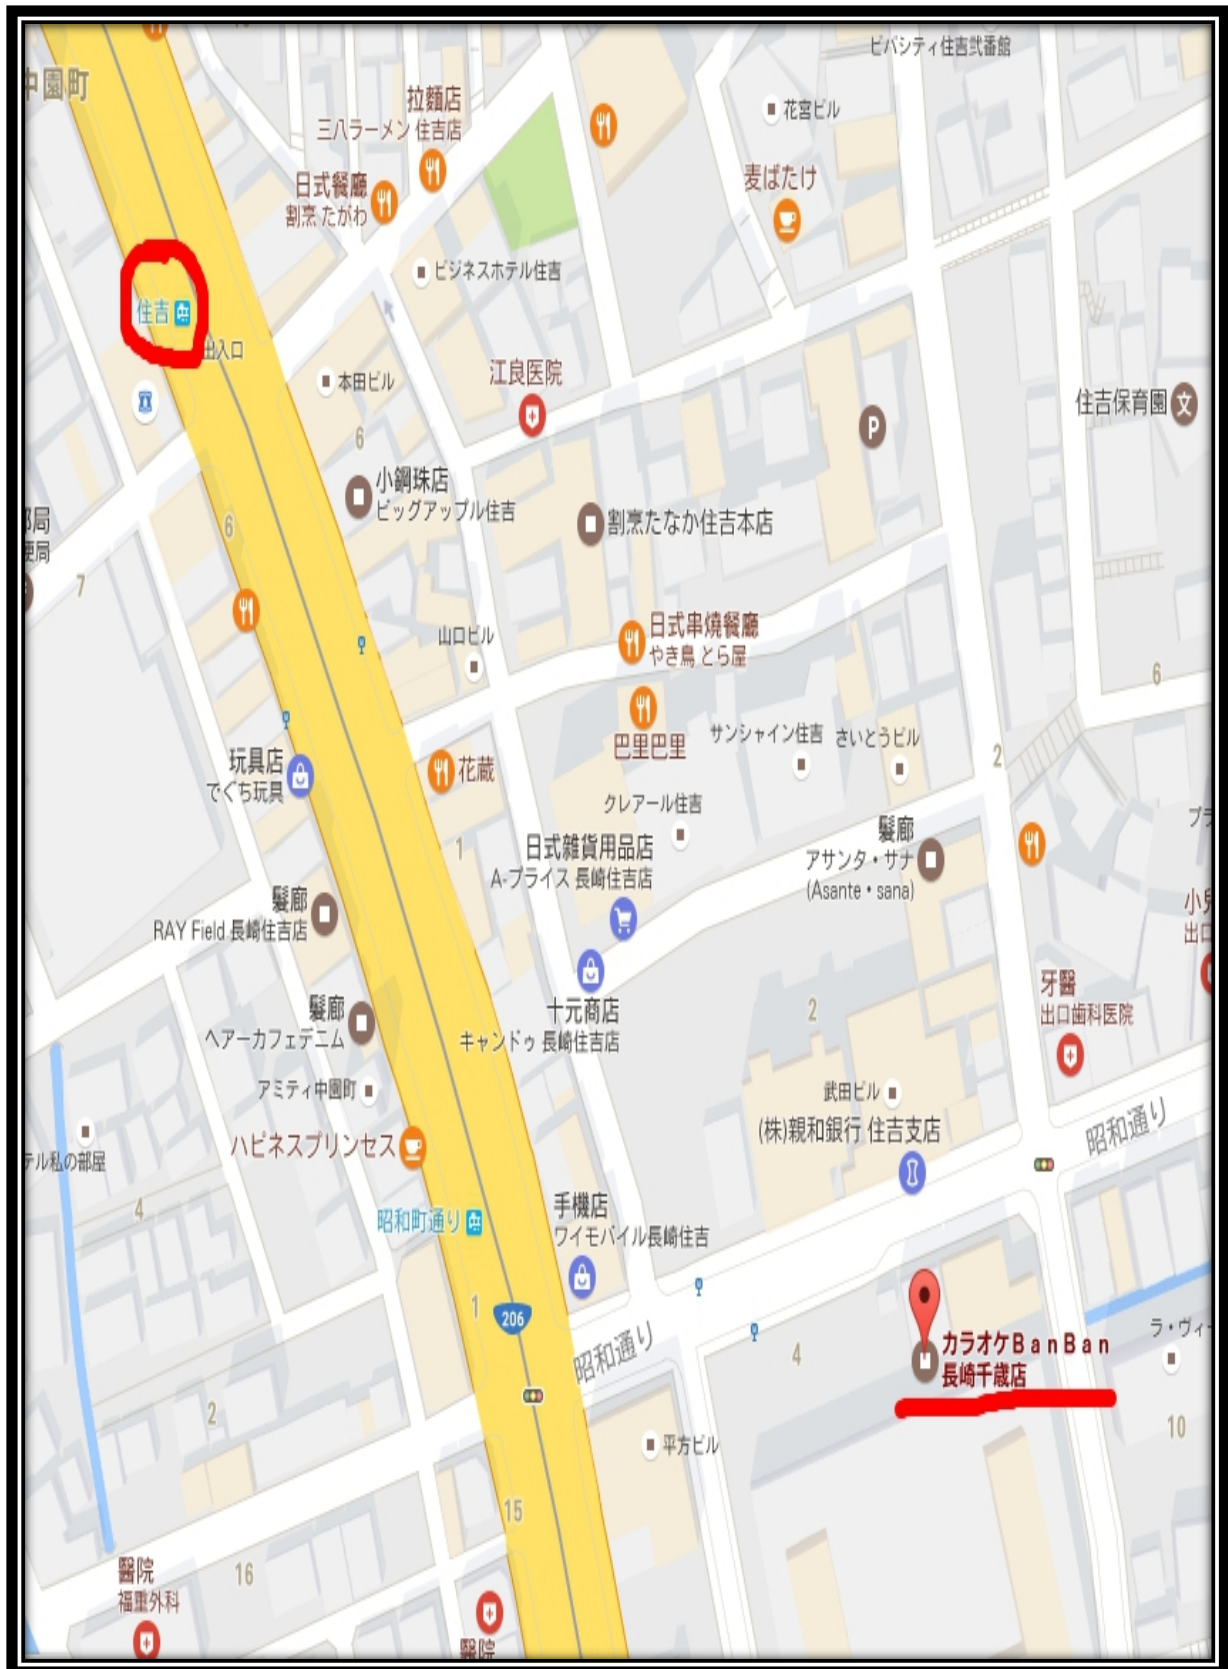 ビバシティ住吉弐番館
中園町
拉麵店
三八ラーメン 住吉店
花宮ビル
日式餐廳
割烹 たがわ
麦ばたけ
ビジネスホテル住吉
住吉
出入口
本田ビル
江良医院
住吉保育園
6
P
小鋼珠店
ビッグアップル住吉
割烹たなか住吉本店
6
7
日式串燒餐廳
やき鳥 とら屋
山口ビル
6
巴里巴里
サンシャイン住吉
さいとうビル
2
玩具店
でぐち玩具
花蔵
クレアール住吉
1
日式雜貨用品店
A-プライス 長崎住吉店
髮廊
アサンタ・サナ
(Asante・sana)
髮廊
RAY Field 長崎住吉店
牙醫
出口歯科医院
髮廊
ヘアーカフェデニム
十元商店
キャンドゥ 長崎住吉店
2
アミティ中園町
武田ビル
(株)親和銀行 住吉支店
昭和通り
ハピネスプリンセス
テル私の部屋
4
昭和町通り
手機店
ワイモバイル長崎住吉
1
206
昭和通り
4
カラオケBanBan
長崎千歳店
ラ・ヴィー
2
平方ビル
10
15
16
醫院
福重外科
醫院